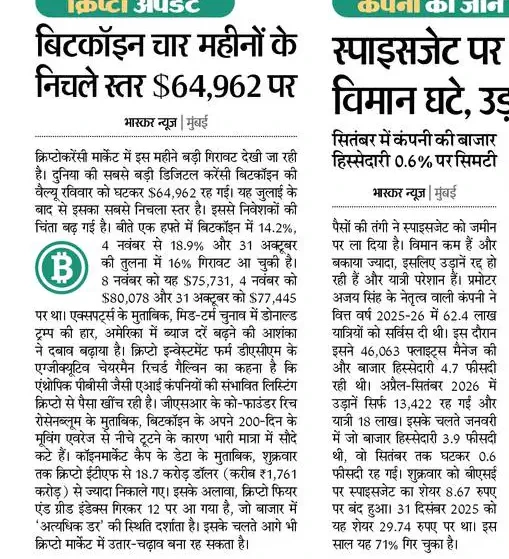 क्रिप्टो अपडेट
बिटकॉइन चार महीनों के
निचले स्तर $64,962 पर
भास्कर न्यूज | मुंबई
क्रिप्टोकरेंसी मार्केट में इस महीने बड़ी गिरावट देखी जा रही
है। दुनिया की सबसे बड़ी डिजिटल करेंसी बिटकॉइन की
वैल्यू रविवार को घटकर $64,962 रह गई। यह जुलाई के
बाद से इसका सबसे निचला स्तर है। इससे निवेशकों की
चिंता बढ़ गई है। बीते एक हफ्ते में बिटकॉइन में 14.2%,
4 नवंबर से 18.9% और 31 अक्टूबर
की तुलना में 16% गिरावट आ चुकी है।
8 नवंबर को यह $75,731, 4 नवंबर को
$80,078 और 31 अक्टूबर को $77,445
पर था। एक्सपर्ट्स के मुताबिक, मिड-टर्म चुनाव में डोनाल्ड
ट्रम्प की हार, अमेरिका में ब्याज दरें बढ़ने की आशंका
ने दबाव बढ़ाया है। क्रिप्टो इन्वेस्टमेंट फर्म डीएसीएम के
एग्जीक्यूटिव चेयरमैन रिचर्ड गैल्विन का कहना है कि
एंथ्रोपिक पीबीसी जैसी एआई कंपनियों की संभावित लिस्टिंग
क्रिप्टो से पैसा खींच रही है। जीएसआर के को-फाउंडर रिच
रोसेनब्लूम के मुताबिक, बिटकॉइन के अपने 200-दिन के
मूविंग एवरेज से नीचे टूटने के कारण भारी मात्रा में सौदे
कटे हैं। कॉइनमार्केट कैप के डेटा के मुताबिक, शुक्रवार
तक क्रिप्टो ईटीएफ से 18.7 करोड़ डॉलर (करीब ₹1,761
करोड़) से ज्यादा निकाले गए। इसके अलावा, क्रिप्टो फियर
एंड ग्रीड इंडेक्स गिरकर 12 पर आ गया है, जो बाजार में
'अत्यधिक डर' की स्थिति दर्शाता है। इसके चलते आगे भी
क्रिप्टो मार्केट में उतार-चढ़ाव बना रह सकता है।
कंपनी की जान
स्पाइसजेट पर
विमान घटे, उड़
सितंबर में कंपनी की बाजार
हिस्सेदारी 0.6% पर सिमटी
भास्कर न्यूज | मुंबई
पैसों की तंगी ने स्पाइसजेट को जमीन
पर ला दिया है। विमान कम हैं और
बकाया ज्यादा, इसलिए उड़ानें रद्द हो
रही हैं और यात्री परेशान हैं। प्रमोटर
अजय सिंह के नेतृत्व वाली कंपनी ने
वित्त वर्ष 2025-26 में 62.4 लाख
यात्रियों को सर्विस दी थी। इस दौरान
इसने 46,063 फ्लाइट्स मैनेज की
और बाजार हिस्सेदारी 4.7 फीसदी
रही थी। अप्रैल-सितंबर 2026 में
उड़ानें सिर्फ 13,422 रह गईं और
यात्री 18 लाख। इसके चलते जनवरी
में जो बाजार हिस्सेदारी 3.9 फीसदी
थी, वो सितंबर तक घटकर 0.6
फीसदी रह गई। शुक्रवार को बीएसई
पर स्पाइसजेट का शेयर 8.67 रुपए
पर बंद हुआ। 31 दिसंबर 2025 को
यह शेयर 29.74 रुपए पर था। इस
साल यह 71% गिर चुका है।